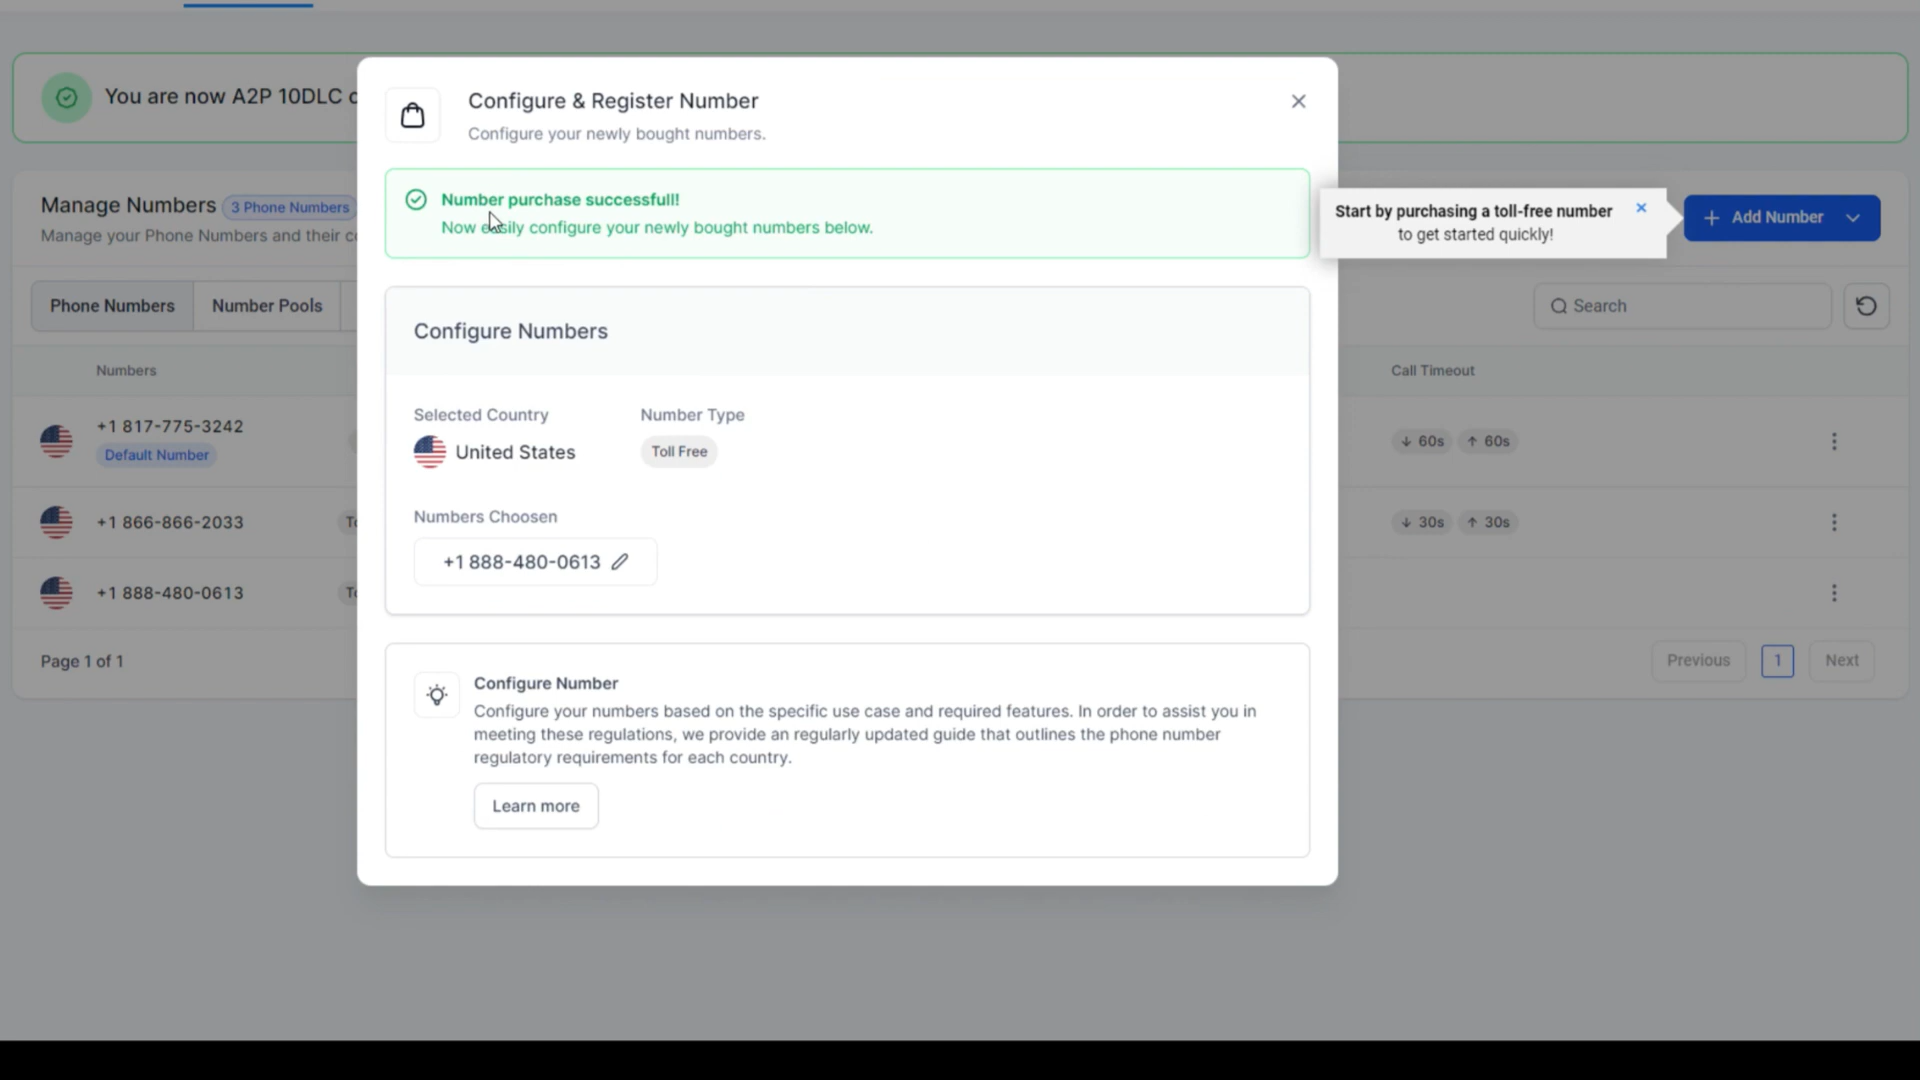 You are now A2P 10DLC c
Configure & Register Number
Configure your newly bought numbers.
Number purchase successful!
Now easily configure your newly bought numbers below.
Start by purchasing a toll-free number
to get started quickly!
Add Number
Manage Numbers 3 Phone Numbers
Manage your Phone Numbers and their cc
Phone Numbers
Number Pools
Search
Configure Numbers
Numbers
Call Timeout
Selected Country
Number Type
United States
Toll Free
+1 817-775-3242
Default Number
↓ 60s ↑ 60s
Numbers Choosen
+1 888-480-0613
+1 866-866-2033
To
↓ 30s ↑ 30s
+1 888-480-0613
To
Page 1 of 1
Previous
1
Next
Configure Number
Configure your numbers based on the specific use case and required features. In order to assist you in
meeting these regulations, we provide an regularly updated guide that outlines the phone number
regulatory requirements for each country.
Learn more